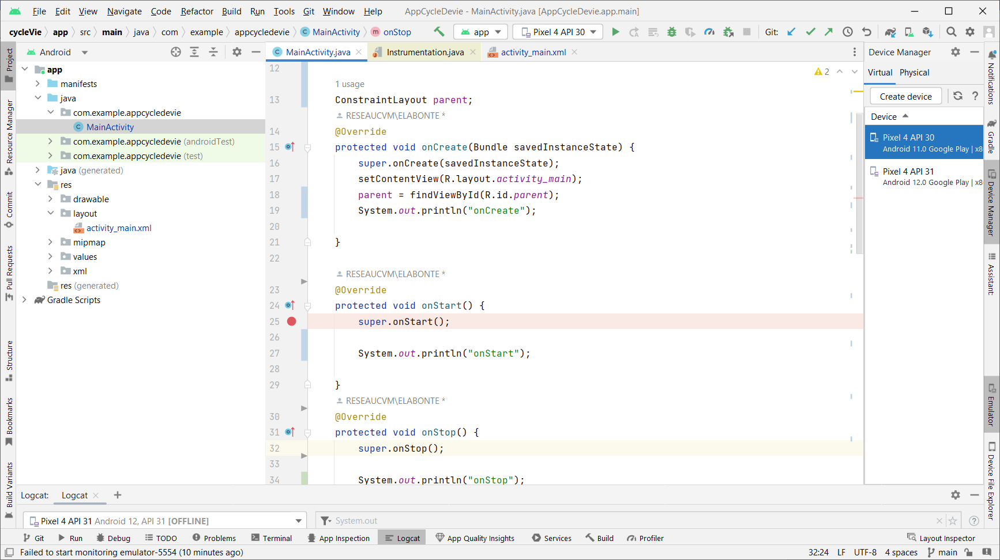 File Edit View Navigate Code Refactor Build Run Tools Git Window Help AppCycleDevie - MainActivity.java [AppCycleDevie.app.main]
cycleVie app src main java com example appcycledevie MainActivity onStop app Pixel 4 API 30 Git:
Android
MainActivity.java Instrumentation.java activity_main.xml
Device Manager
Virtual Physical
Create device ?
Device
Pixel 4 API 30
Android 11.0 Google Play | x8
Pixel 4 API 31
Android 12.0 Google Play | x8
Project
Resource Manager
Commit
Pull Requests
Structure
Bookmarks
Build Variants
app
manifests
java
com.example.appcycledevie
MainActivity
com.example.appcycledevie (androidTest)
com.example.appcycledevie (test)
java (generated)
res
drawable
layout
activity_main.xml
mipmap
values
xml
res (generated)
Gradle Scripts
2
12
1 usage
13 ConstraintLayout parent;
RESEAUCVM\ELABONTE *
14 @Override
15 protected void onCreate(Bundle savedInstanceState) {
16 super.onCreate(savedInstanceState);
17 setContentView(R.layout.activity_main);
18 parent = findViewById(R.id.parent);
19 System.out.println("onCreate");
20
21 }
22
RESEAUCVM\ELABONTE *
23 @Override
24 protected void onStart() {
25 super.onStart();
26
27 System.out.println("onStart");
28
29 }
RESEAUCVM\ELABONTE *
30 @Override
31 protected void onStop() {
32 super.onStop();
33
34 System.out.println("onStop");
Notifications
Gradle
Device Manager
Assistant:
Emulator
Device File Explorer
Logcat: Logcat
Pixel 4 API 31 Android 12, API 31 [OFFLINE] System.out
Git Run Debug TODO Problems Terminal App Inspection Logcat App Quality Insights Services Build Profiler Layout Inspector
Failed to start monitoring emulator-5554 (10 minutes ago) 32:24 LF UTF-8 4 spaces main